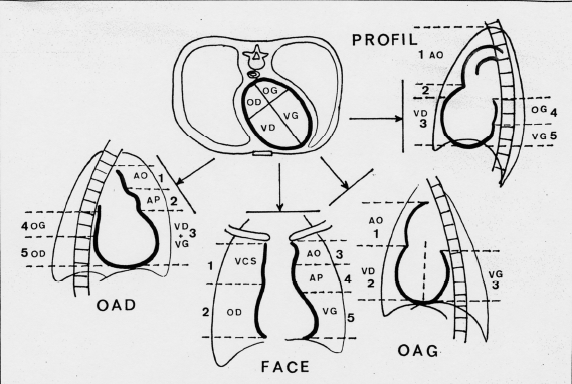 PROFIL
1 AO
2
VD
3
OG 4
VG 5
OG
OD
VG
VD
AO 1
AP 2
VD 3
+
VG
4 OG
5 OD
OAD
1 VCS
AO 3
AP 4
2 OD
VG 5
FACE
AO
1
VD
2
VG
3
OAG